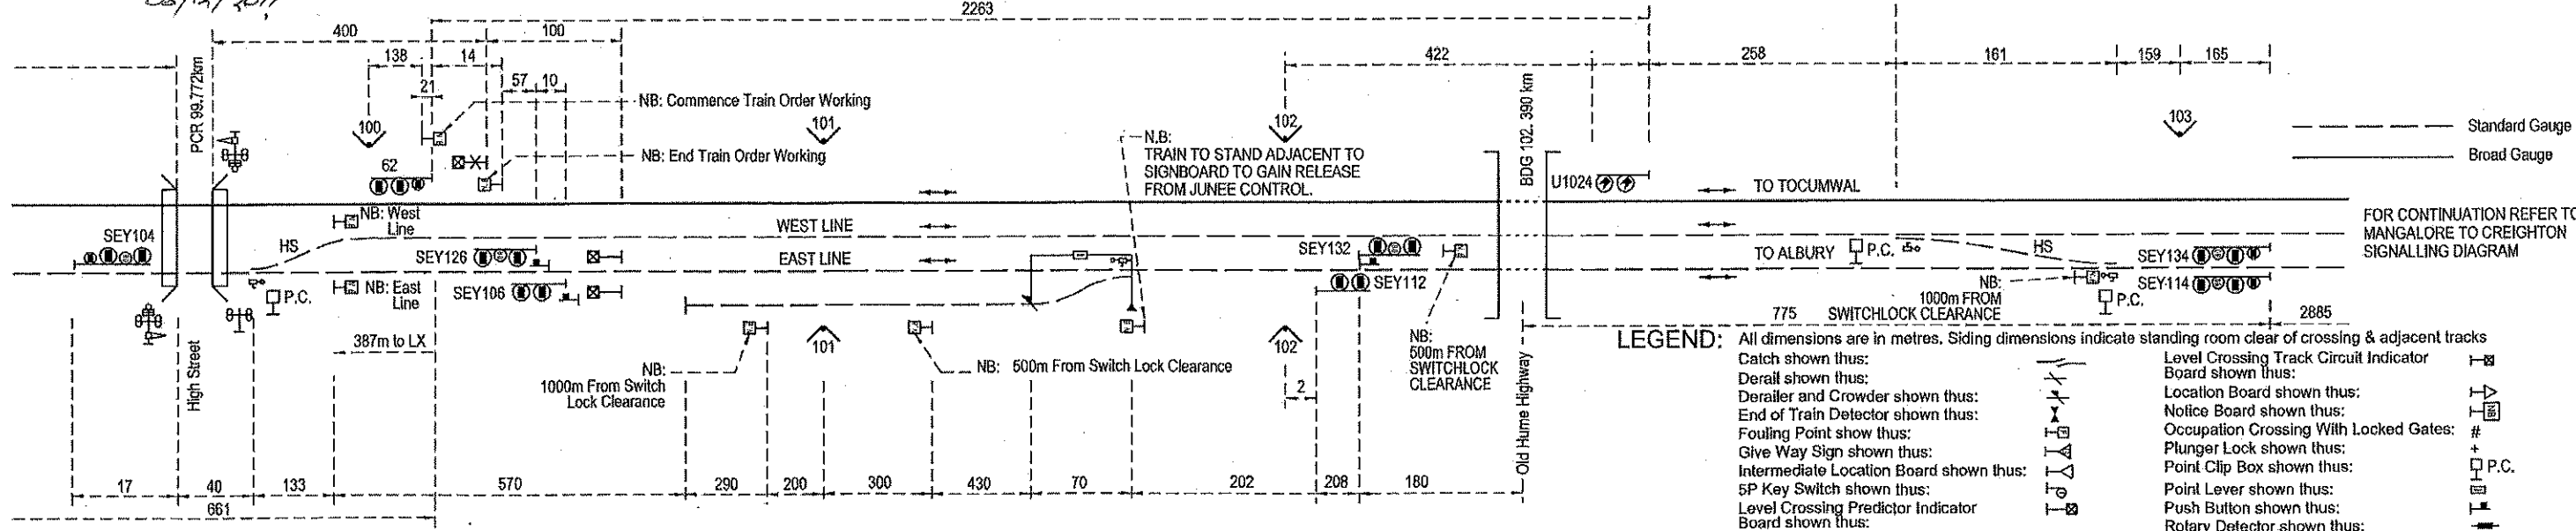 06/12/2011
2263
400
100
138
14
21
57
10
422
258
161
159
165
PCR 99.772km
BDG 102. 390 km
NB: Commence Train Order Working
NB: End Train Order Working
100
101
102
103
N.B:
TRAIN TO STAND ADJACENT TO
SIGNBOARD TO GAIN RELEASE
FROM JUNEE CONTROL.
Standard Gauge
Broad Gauge
62
U1024
TO TOCUMWAL
SEY104
HS
NB: West
Line
WEST LINE
SEY126
EAST LINE
SEY132
TO ALBURY
P.C.
HS
SEY134
FOR CONTINUATION REFER TO
MANGALORE TO CREIGHTON
SIGNALLING DIAGRAM
P.C.
NB: East
Line
SEY106
SEY112
NB:
1000m FROM
SWITCHLOCK CLEARANCE
P.C.
SEY114
775
2885
High Street
387m to LX
NB:
1000m From Switch
Lock Clearance
101
NB: 500m From Switch Lock Clearance
102
2
NB:
500m FROM
SWITCHLOCK
CLEARANCE
Old Hume Highway
17
40
133
570
290
200
300
430
70
202
208
180
661
LEGEND: All dimensions are in metres. Siding dimensions indicate standing room clear of crossing & adjacent tracks
Catch shown thus:
Derail shown thus:
Derailer and Crowder shown thus:
End of Train Detector shown thus:
Fouling Point show thus:
Give Way Sign shown thus:
Intermediate Location Board shown thus:
5P Key Switch shown thus:
Level Crossing Predictor Indicator
Board shown thus:
Level Crossing Track Circuit Indicator
Board shown thus:
Location Board shown thus:
Notice Board shown thus:
Occupation Crossing With Locked Gates: #
Plunger Lock shown thus: +
Point Clip Box shown thus: P.C.
Point Lever shown thus:
Push Button shown thus:
Rotary Detector shown thus: